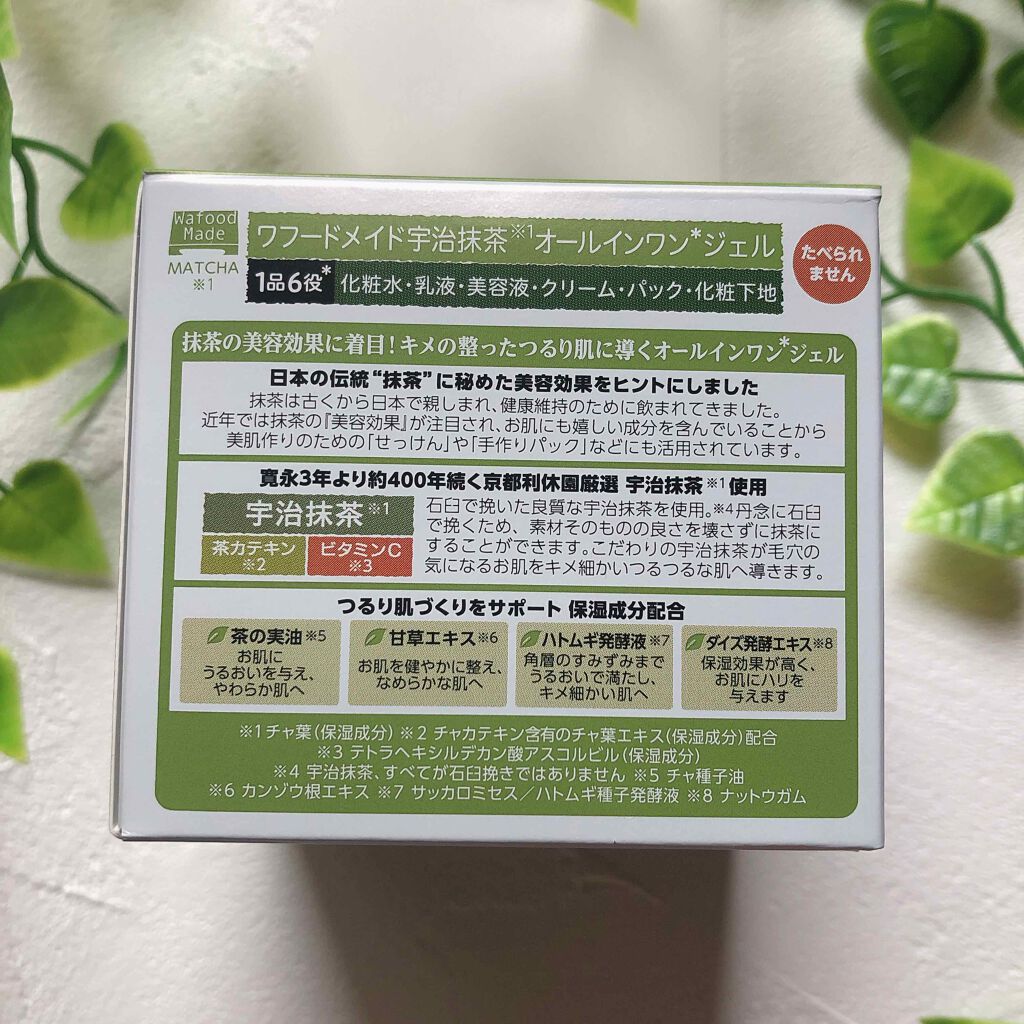 Wafood
Made
MATCHA
※1
ワフードメイド宇治抹茶※1オールインワン*ジェル
1品6役* 化粧水・乳液・美容液・クリーム・パック・化粧下地
たべられ
ません
抹茶の美容効果に着目!キメの整ったつるり肌に導くオールインワン*ジェル
日本の伝統“抹茶”に秘めた美容効果をヒントにしました
抹茶は古くから日本で親しまれ、健康維持のために飲まれてきました。
近年では抹茶の『美容効果』が注目され、お肌にも嬉しい成分を含んでいることから
美肌作りのための「せっけん」や「手作りパック」などにも活用されています。
寛永3年より約400年続く京都利休園厳選 宇治抹茶※1使用
宇治抹茶※1
茶カテキン
※2
ビタミンC
※3
石臼で挽いた良質な宇治抹茶を使用。※4丹念に石臼
で挽くため、素材そのものの良さを壊さずに抹茶に
することができます。こだわりの宇治抹茶が毛穴の
気になるお肌をキメ細かいつるつるな肌へ導きます。
つるり肌づくりをサポート 保湿成分配合
茶の実油※5
お肌に
うるおいを与え、
やわらか肌へ
甘草エキス※6
お肌を健やかに整え、
なめらかな肌へ
ハトムギ発酵液※7
角層のすみずみまで
うるおいで満たし、
キメ細かい肌へ
ダイズ発酵エキス※8
保湿効果が高く、
お肌にハリを
与えます
※1チャ葉(保湿成分) ※2 チャカテキン含有のチャ葉エキス(保湿成分)配合
※3 テトラヘキシルデカン酸アスコルビル(保湿成分)
※4 宇治抹茶、すべてが石臼挽きではありません ※5 チャ種子油
※6 カンゾウ根エキス ※7 サッカロミセス/ハトムギ種子発酵液 ※8 ナットウガム